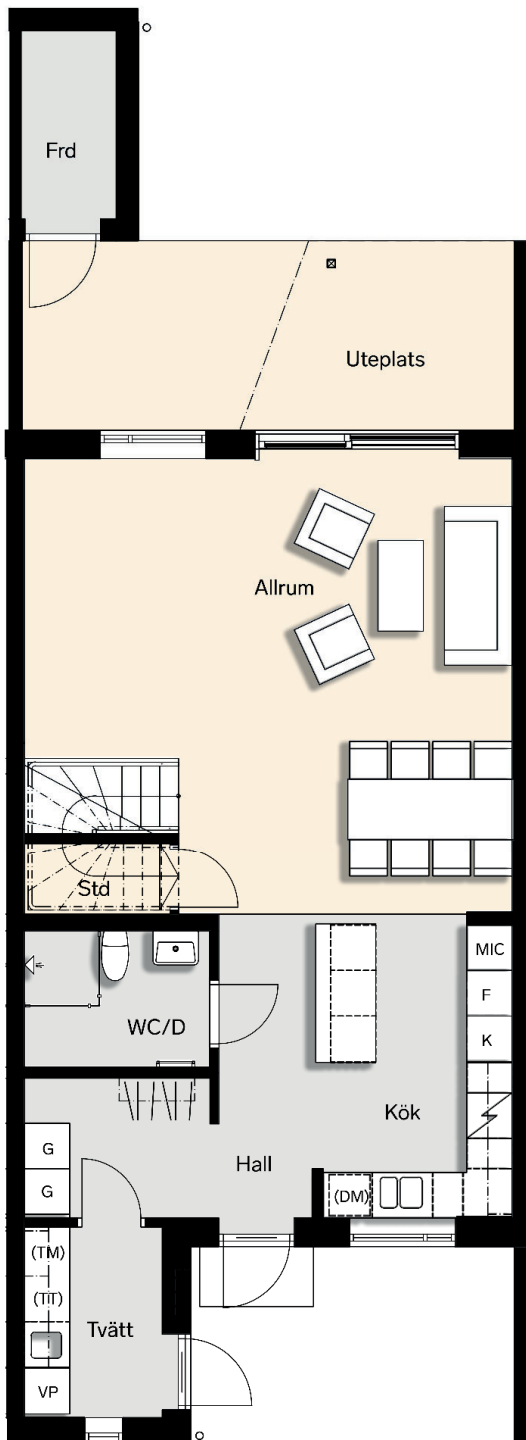 Frd
Uteplats
Allrum
Std
MIC
F
WC/D
K
Kök
G
Hall
G
(DM)
(TM)
(TT)
Tvätt
VP